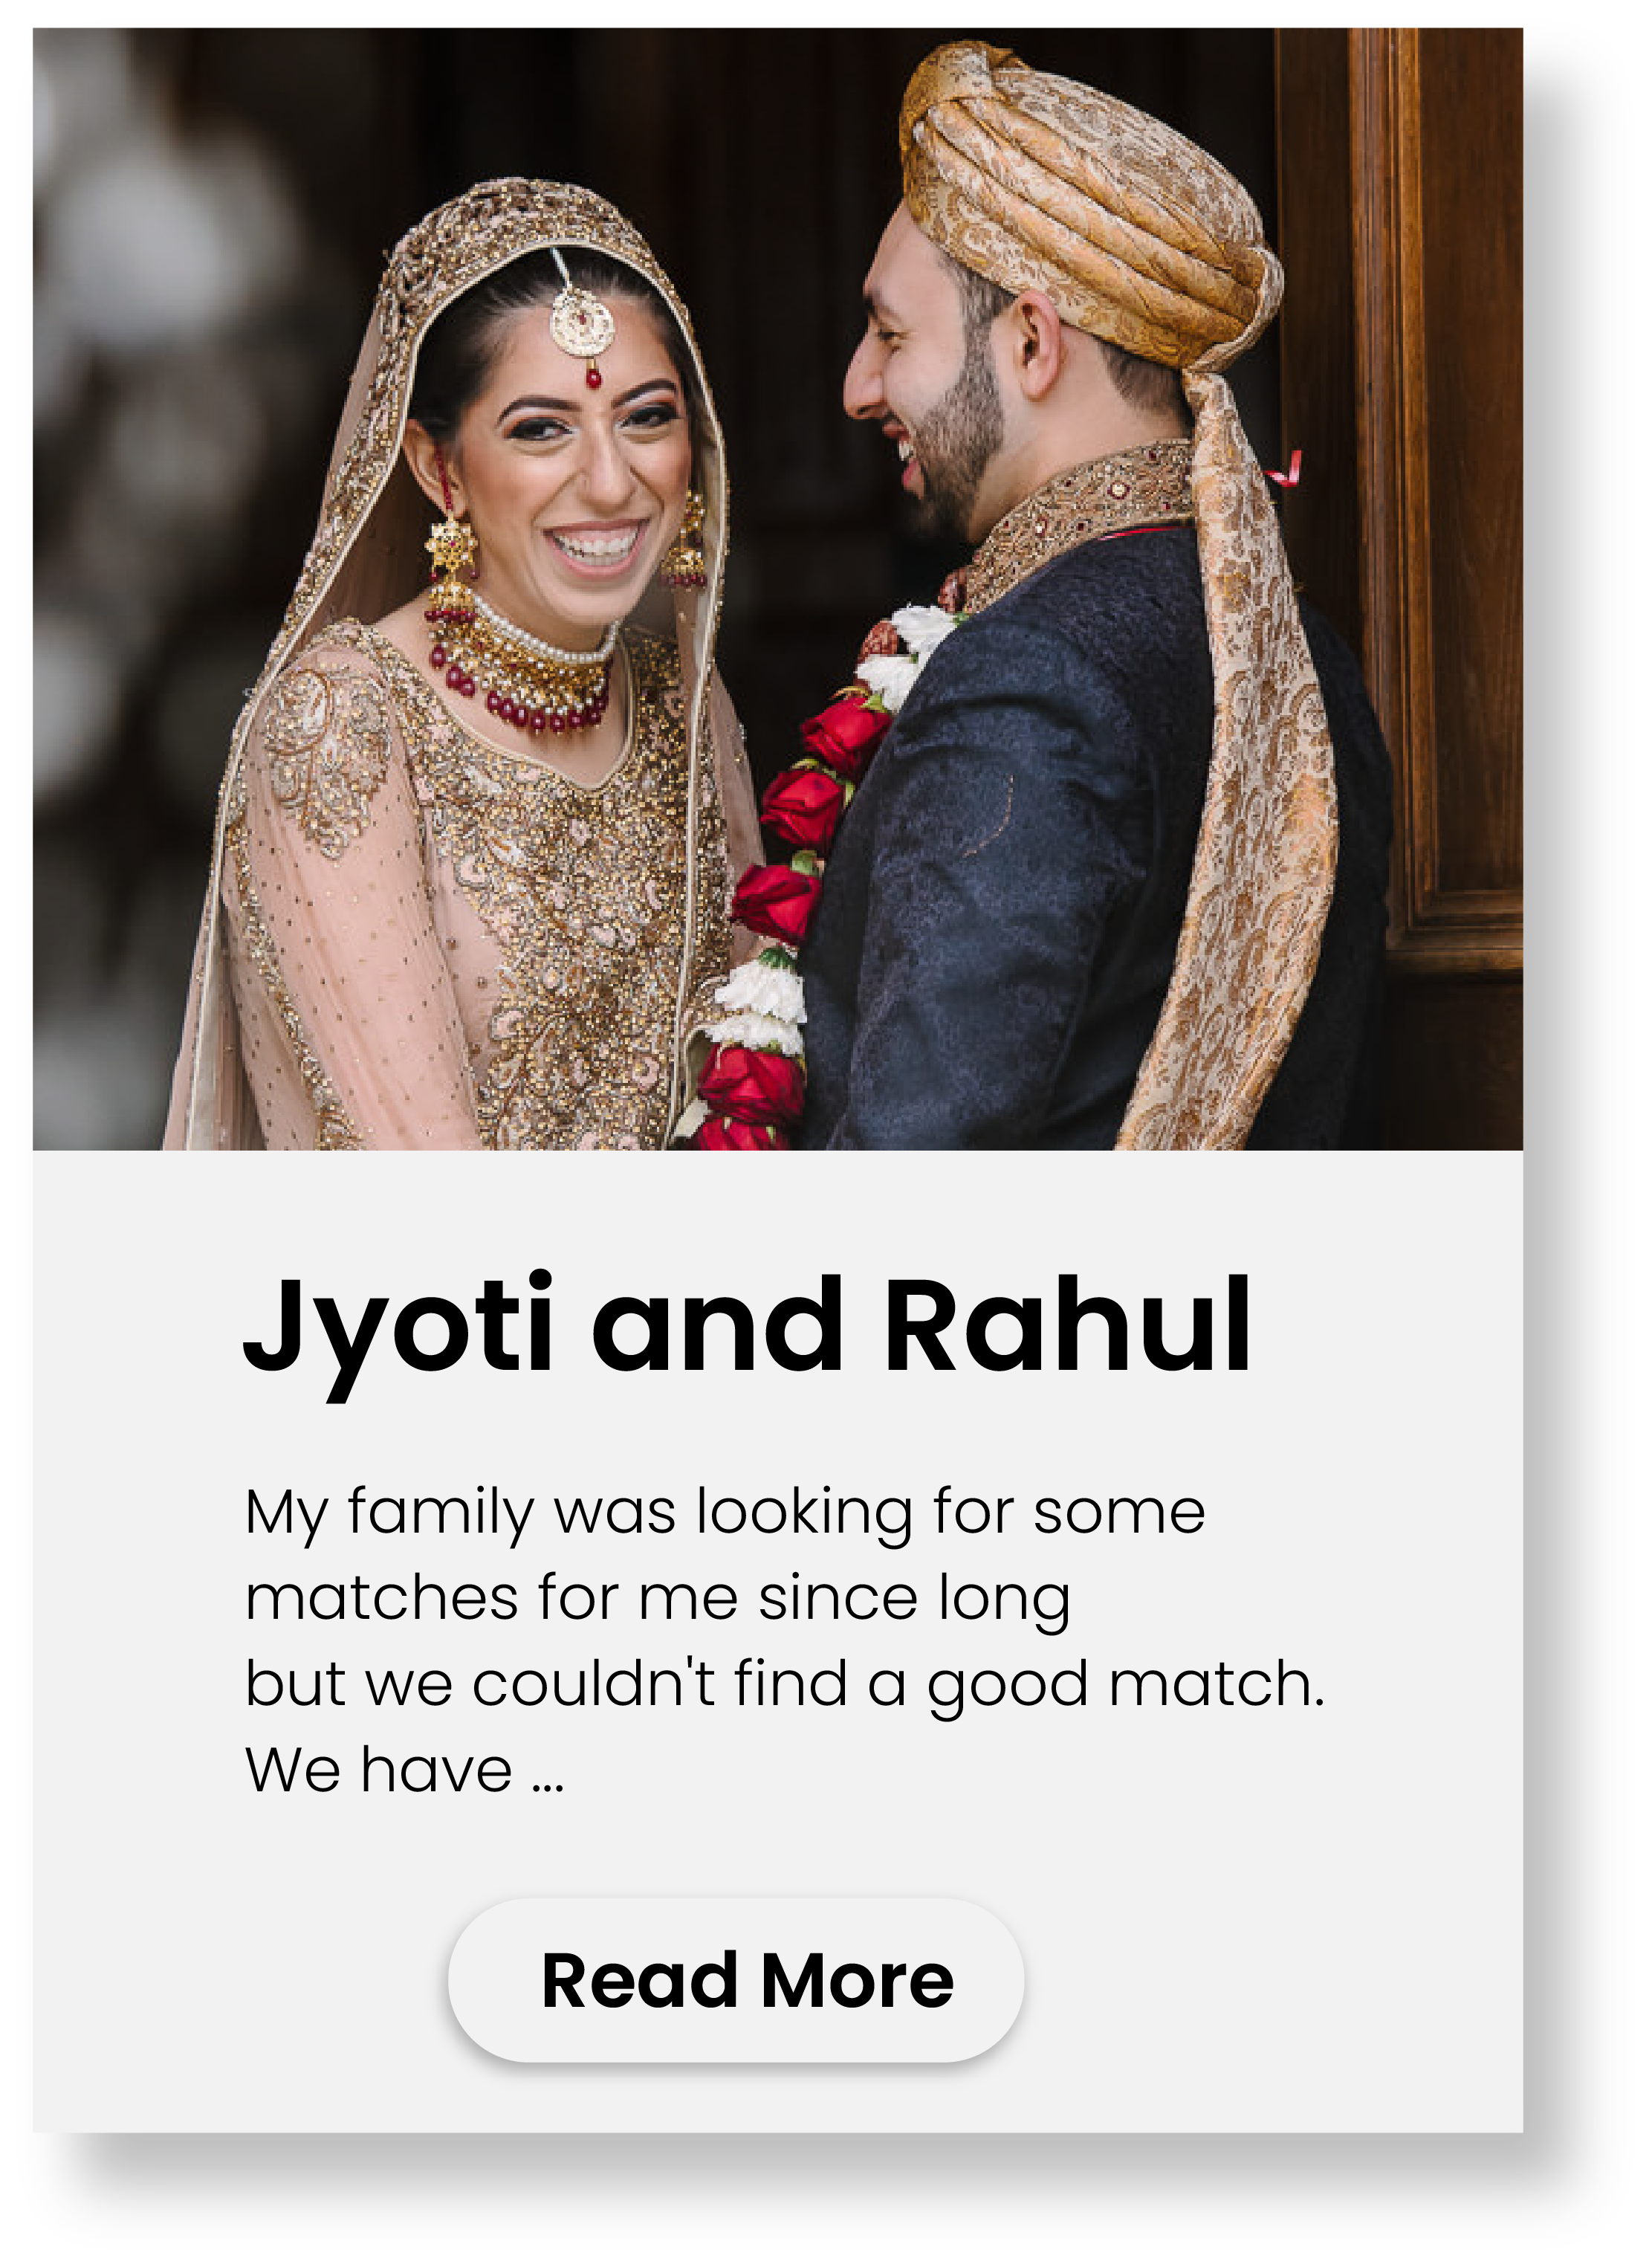 Jyoti and Rahul
My family was looking for some
matches for me since long
but we couldn't find a good match.
We have ...
Read More